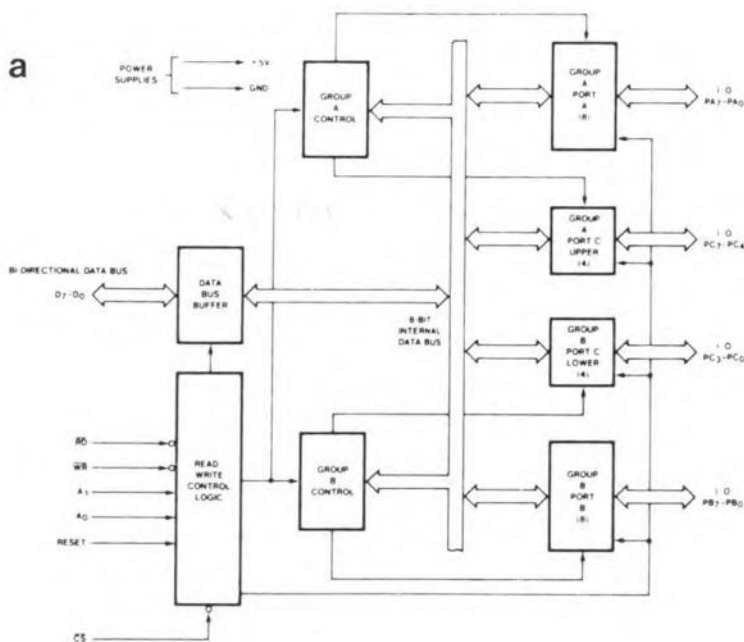 a
POWER
SUPPLIES
+5V
GND
GROUP
A
CONTROL
GROUP
A
PORT
A
(8)
I O
PA7-PA0
GROUP
A
PORT C
UPPER
(4)
I O
PC7-PC4
BI DIRECTIONAL DATA BUS
D7-D0
DATA
BUS
BUFFER
8-BIT
INTERNAL
DATA BUS
GROUP
B
PORT C
LOWER
(4)
I O
PC3-PC0
RD
WR
A1
A0
RESET
READ
WRITE
CONTROL
LOGIC
GROUP
B
CONTROL
GROUP
B
PORT
B
(8)
I O
PB7-PB0
CS